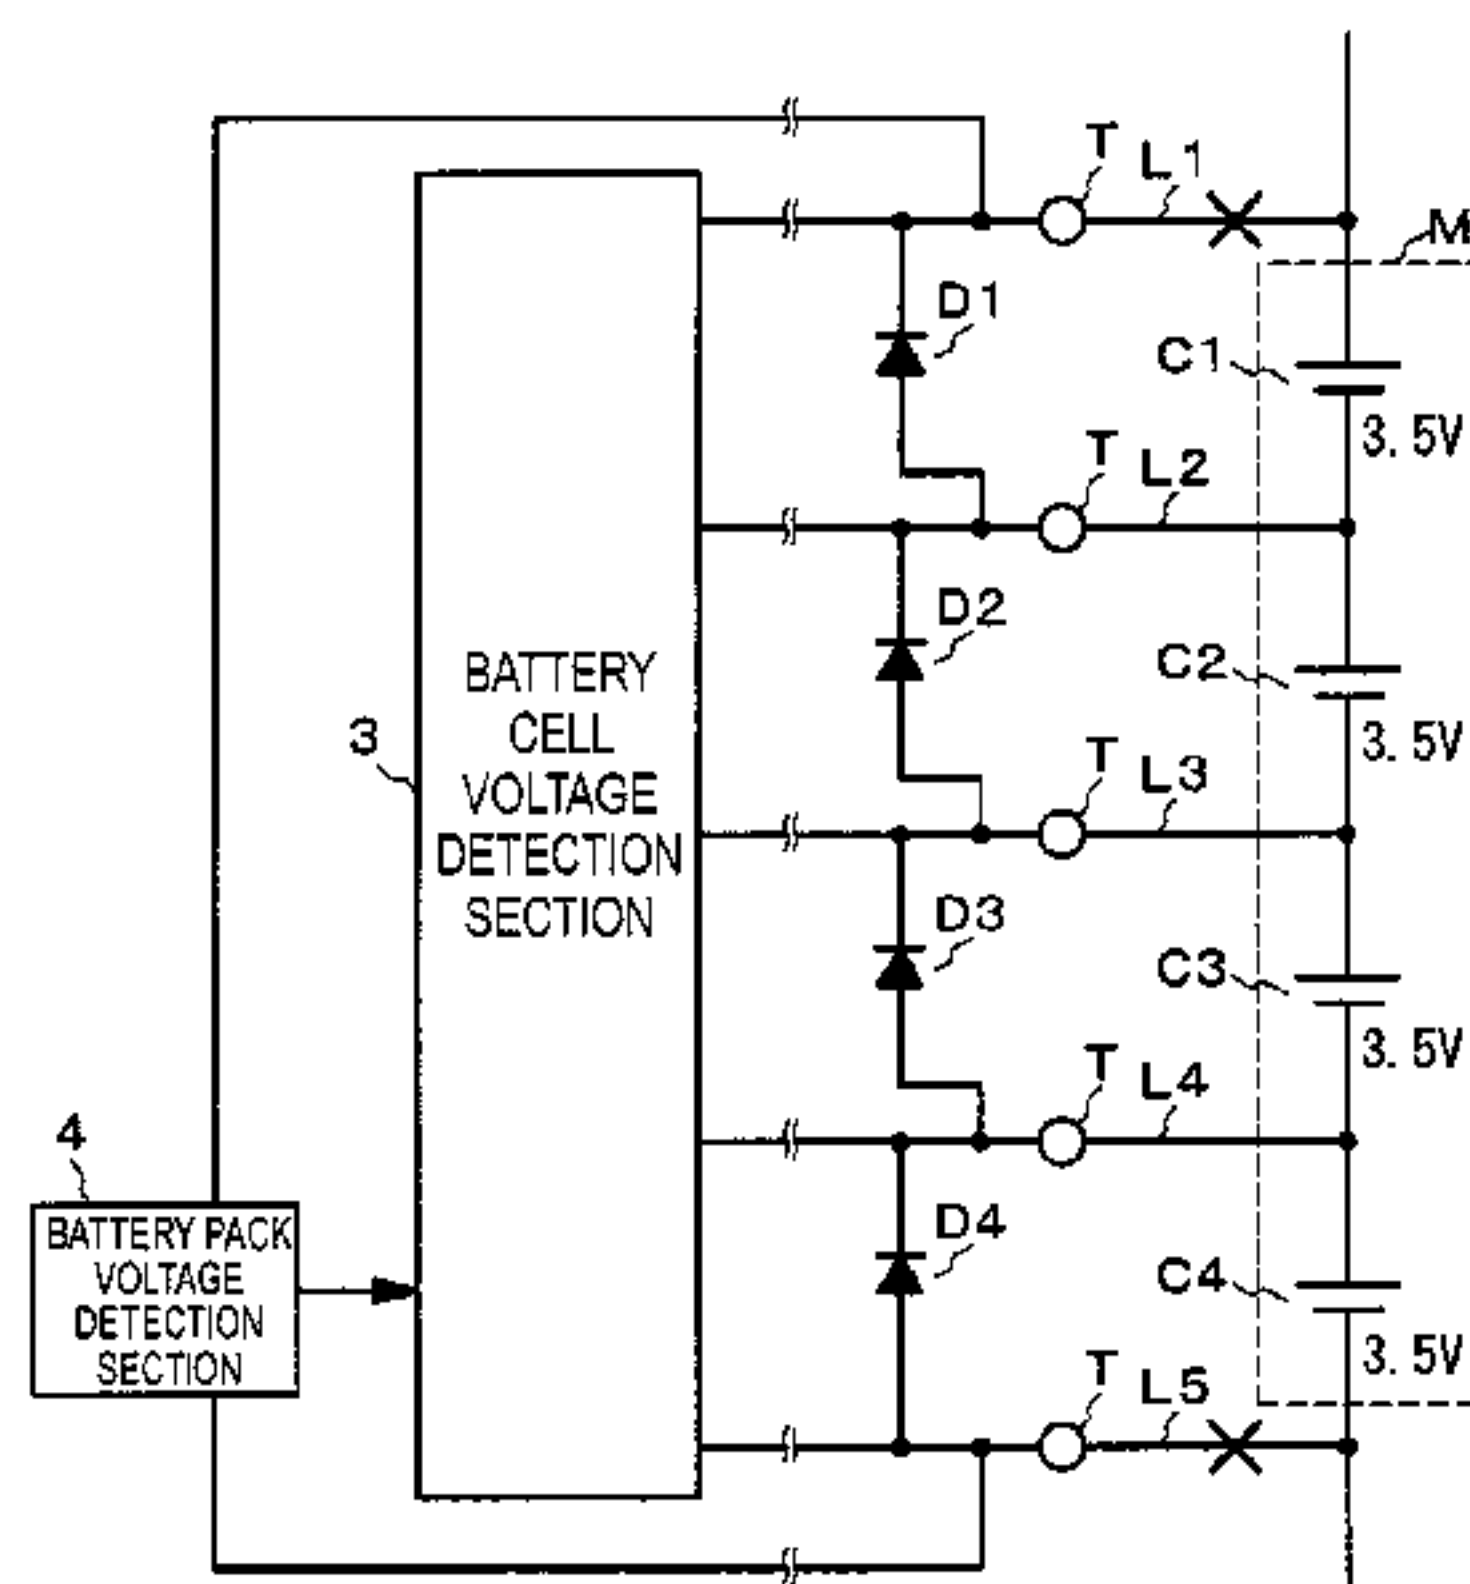 T L1
M
D1
C1
3.5V
T L2
D2
C2
3.5V
BATTERY
CELL
VOLTAGE
DETECTION
SECTION
3
T L3
D3
C3
3.5V
T L4
4
BATTERY PACK
VOLTAGE
DETECTION
SECTION
D4
C4
3.5V
T L5